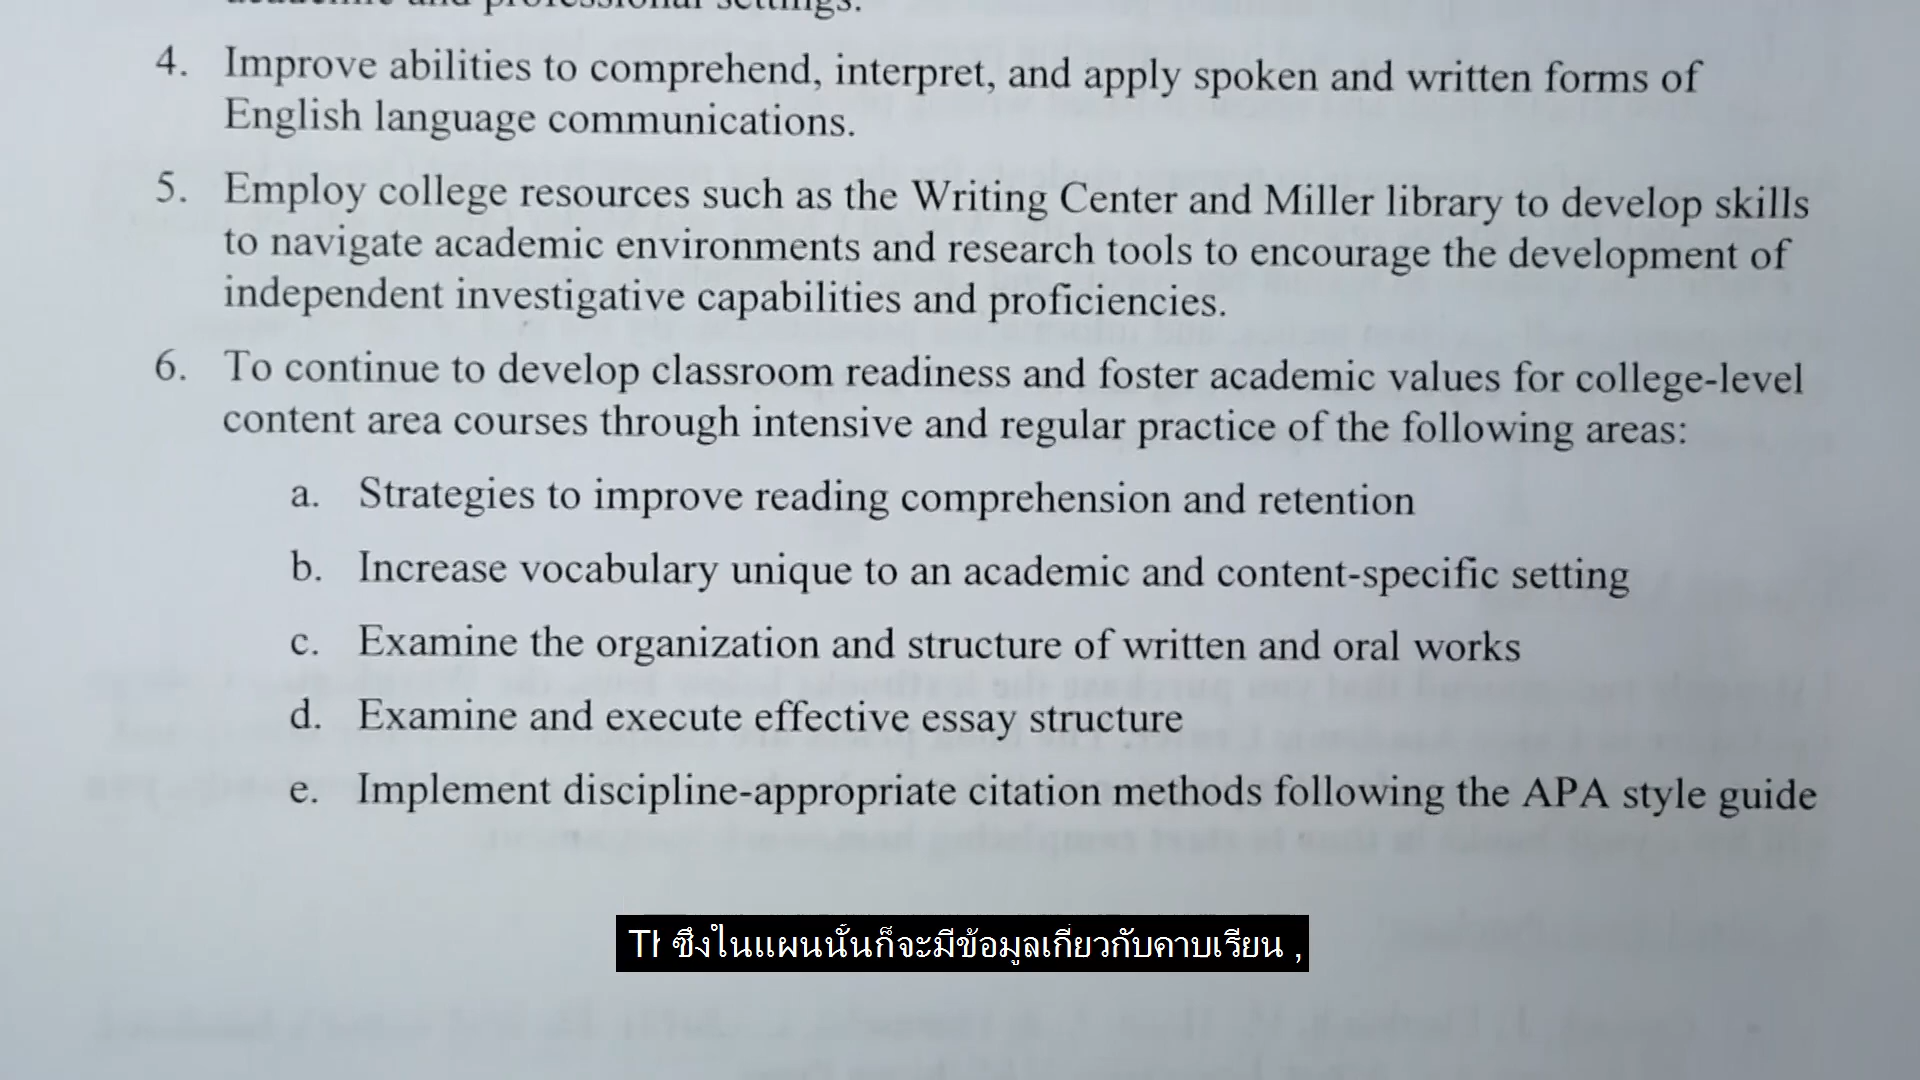 academic and professional settings.
4. Improve abilities to comprehend, interpret, and apply spoken and written forms of
English language communications.
5. Employ college resources such as the Writing Center and Miller library to develop skills
to navigate academic environments and research tools to encourage the development of
independent investigative capabilities and proficiencies.
6. To continue to develop classroom readiness and foster academic values for college-level
content area courses through intensive and regular practice of the following areas:
a. Strategies to improve reading comprehension and retention
b. Increase vocabulary unique to an academic and content-specific setting
c. Examine the organization and structure of written and oral works
d. Examine and execute effective essay structure
e. Implement discipline-appropriate citation methods following the APA style guide
ซึ่งในแผนนั้นก็จะมีข้อมูลเกี่ยวกับคาบเรียน ,